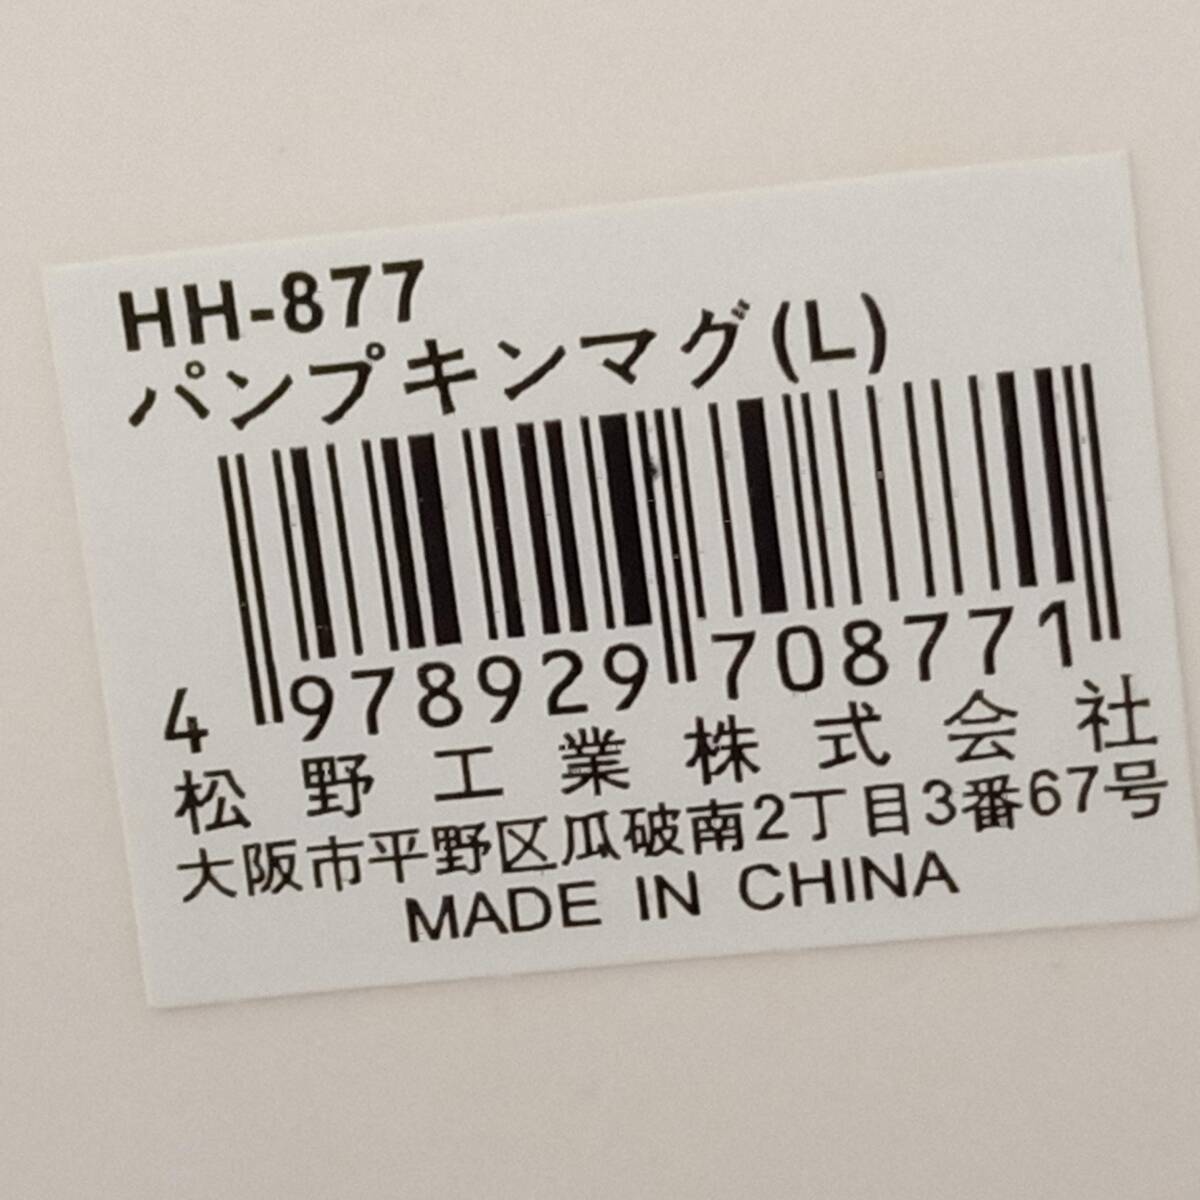 HH-877
パンプキンマグ(L)
4 978929 708771
松野工業株式会社
大阪市平野区瓜破南2丁目3番67号
MADE IN CHINA